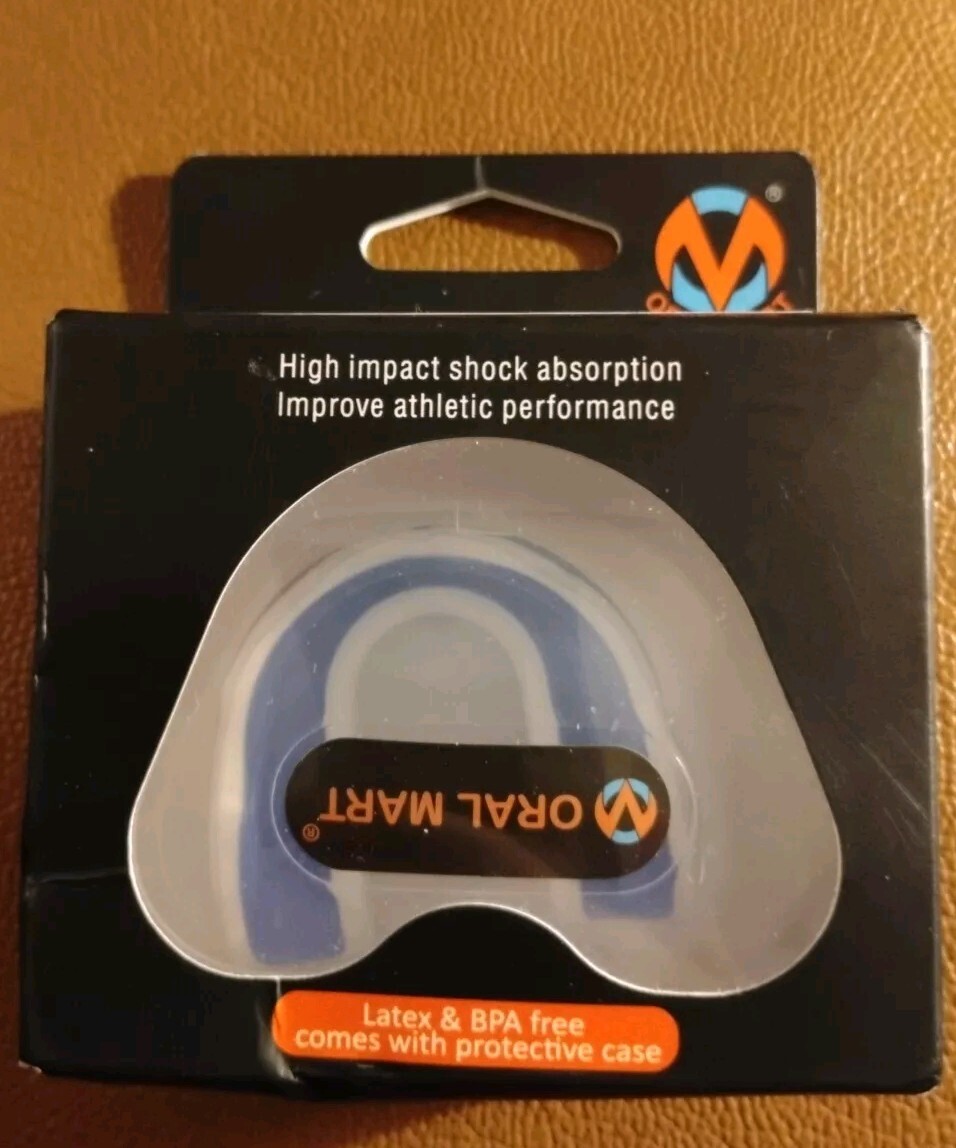 ®
High impact shock absorption
Improve athletic performance
ORAL MART®
Latex & BPA free
comes with protective case